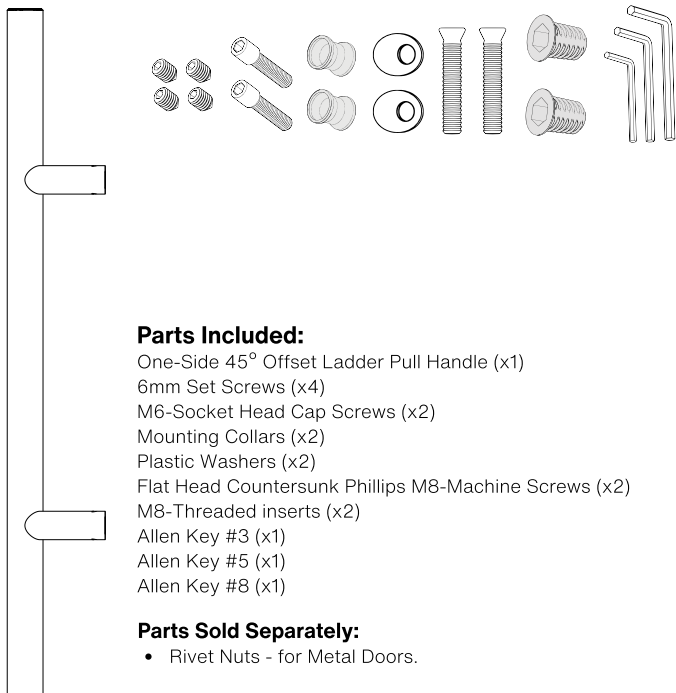 Parts Included:
One-Side 45° Offset Ladder Pull Handle (x1)
6mm Set Screws (x4)
M6-Socket Head Cap Screws (x2)
Mounting Collars (x2)
Plastic Washers (x2)
Flat Head Countersunk Phillips M8-Machine Screws (x2)
M8-Threaded inserts (x2)
Allen Key #3 (x1)
Allen Key #5 (x1)
Allen Key #8 (x1)
Parts Sold Separately:
• Rivet Nuts - for Metal Doors.